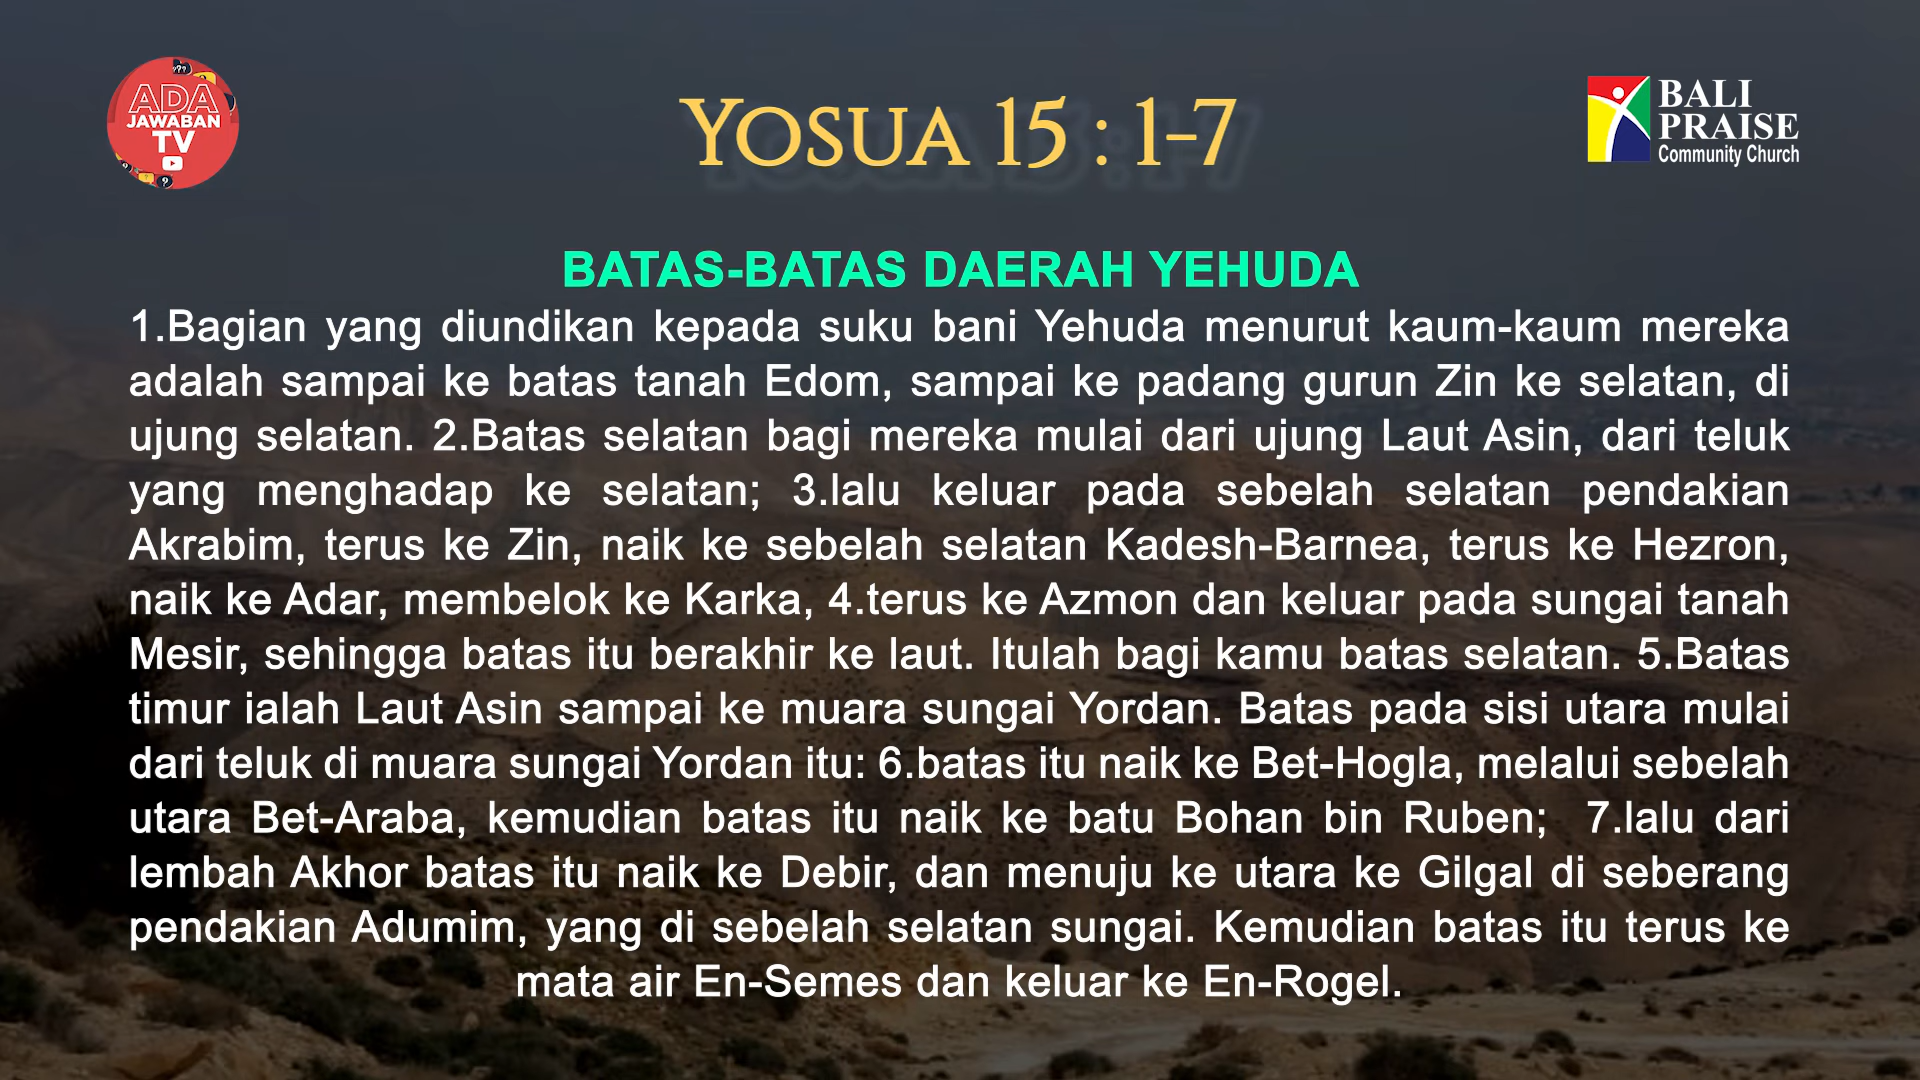 ADA
JAWABAN
TV
YOSUA 15 : 1-7
BALI
PRAISE
Community Church
BATAS-BATAS DAERAH YEHUDA
1.Bagian yang diundikan kepada suku bani Yehuda menurut kaum-kaum mereka
adalah sampai ke batas tanah Edom, sampai ke padang gurun Zin ke selatan, di
ujung selatan. 2.Batas selatan bagi mereka mulai dari ujung Laut Asin, dari teluk
yang menghadap ke selatan; 3.lalu keluar pada sebelah selatan pendakian
Akrabim, terus ke Zin, naik ke sebelah selatan Kadesh-Barnea, terus ke Hezron,
naik ke Adar, membelok ke Karka, 4.terus ke Azmon dan keluar pada sungai tanah
Mesir, sehingga batas itu berakhir ke laut. Itulah bagi kamu batas selatan. 5.Batas
timur ialah Laut Asin sampai ke muara sungai Yordan. Batas pada sisi utara mulai
dari teluk di muara sungai Yordan itu: 6.batas itu naik ke Bet-Hogla, melalui sebelah
utara Bet-Araba, kemudian batas itu naik ke batu Bohan bin Ruben; 7.lalu dari
lembah Akhor batas itu naik ke Debir, dan menuju ke utara ke Gilgal di seberang
pendakian Adumim, yang di sebelah selatan sungai. Kemudian batas itu terus ke
mata air En-Semes dan keluar ke En-Rogel.